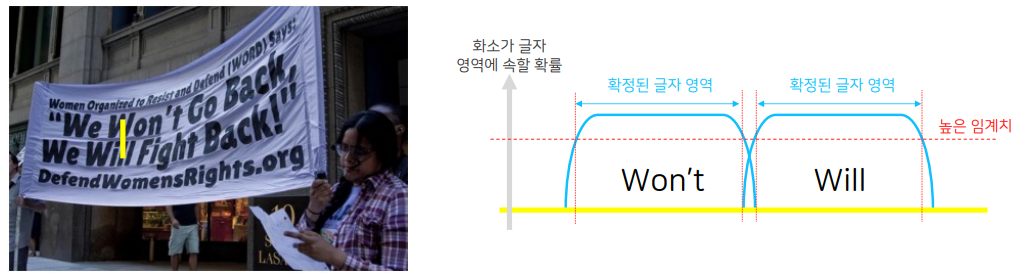 Women Organized to Resist and Defend (WORD) Says:
"We Won't Go Back,
We Will Fight Back!",
DefendWomensRights.org
화소가 글자
영역에 속할 확률
확정된 글자 영역
확정된 글자 영역
높은 임계치
Won't
Will